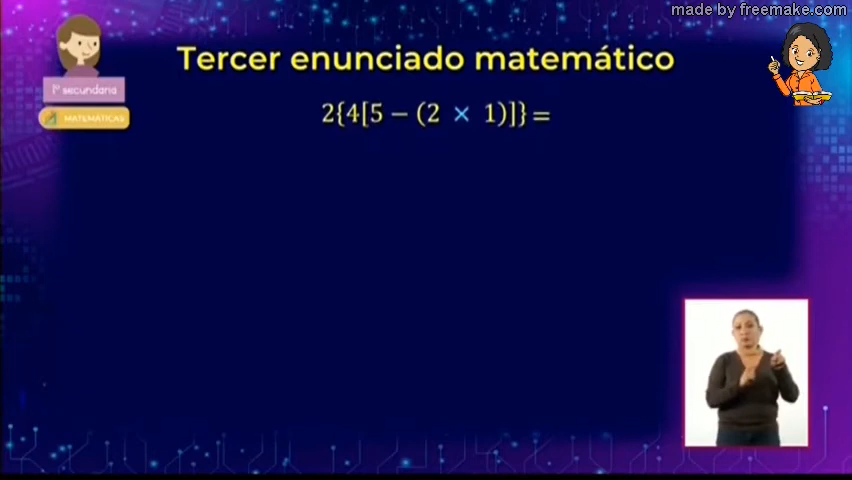 made by freemake.com
Tercer enunciado matemático
1° secundaria
MATEMÁTICAS
2{4[5 − (2 × 1)]} =